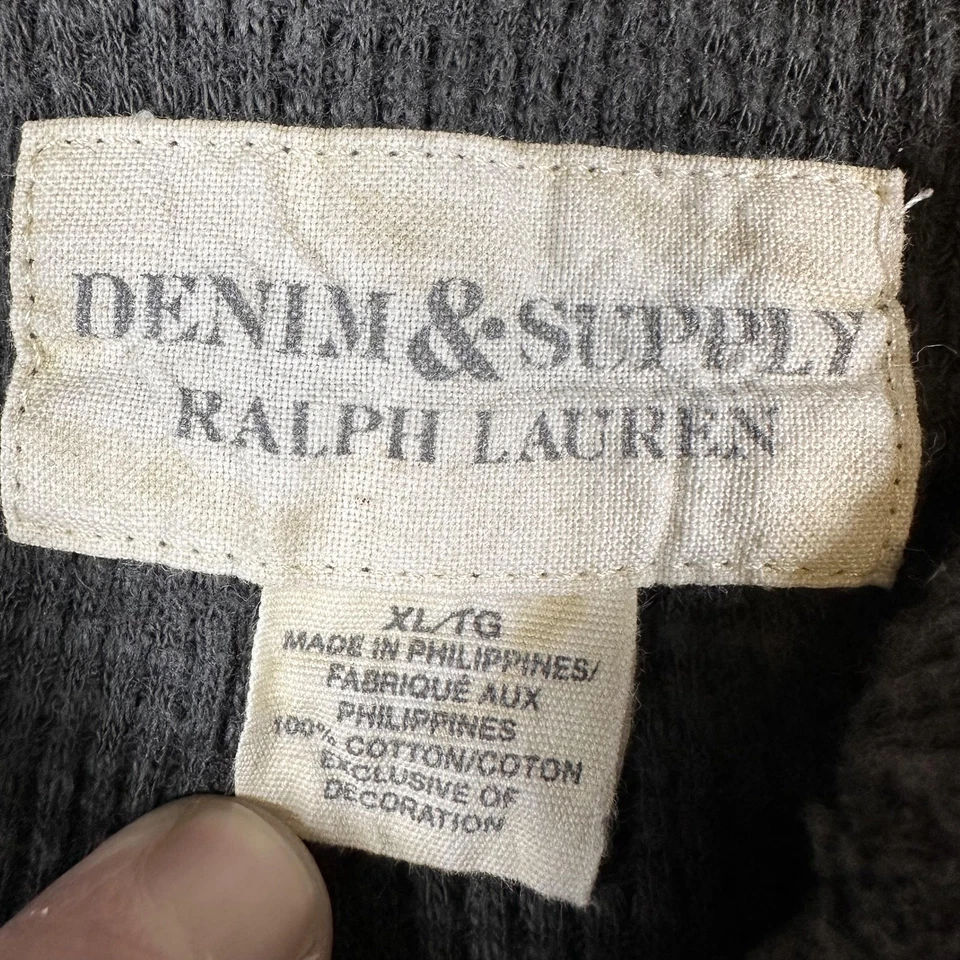 DENIM & SUPPLY
RALPH LAUREN
XL/TG
MADE IN PHILIPPINES/
FABRIQUÉ AUX
PHILIPPINES
100% COTTON/COTON
EXCLUSIVE OF
DECORATION